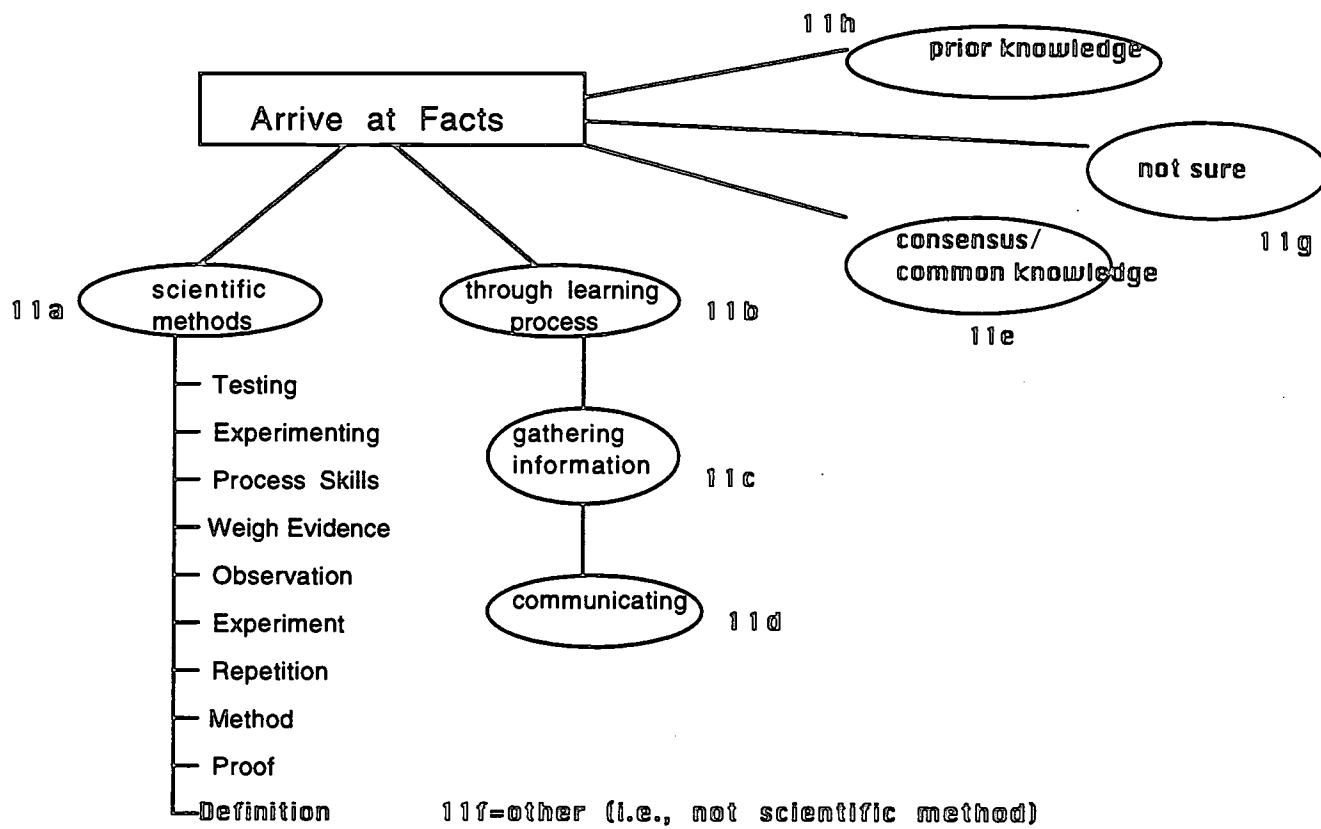 11h
prior knowledge
Arrive at Facts
not sure
11g
consensus/
common knowledge
11e
11a
scientific
methods
through learning
process
11b
Testing
Experimenting
Process Skills
Weigh Evidence
Observation
Experiment
Repetition
Method
Proof
Definition
gathering
information
11c
communicating
11d
11f=other (i.e., not scientific method)